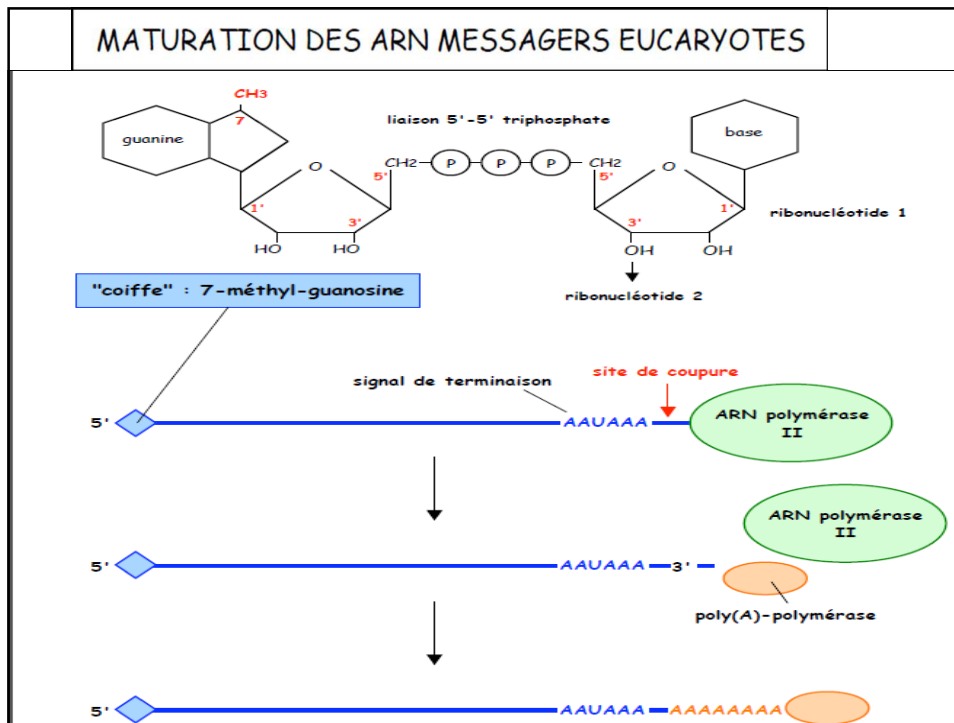 MATURATION DES ARN MESSAGERS EUCARYOTES
CH3
7
guanine
liaison 5'-5' triphosphate
base
O
CH2
P
P
P
CH2
O
5'
5'
1'
3'
3'
1'
ribonucléotide 1
HO
HO
OH
OH
"coiffe" : 7-méthyl-guanosine
ribonucléotide 2
signal de terminaison
site de coupure
5'
AAUAAA
ARN polymérase
II
ARN polymérase
II
5'
AAUAAA
3'
poly(A)-polymérase
5'
AAUAAA
AAAAAAAA